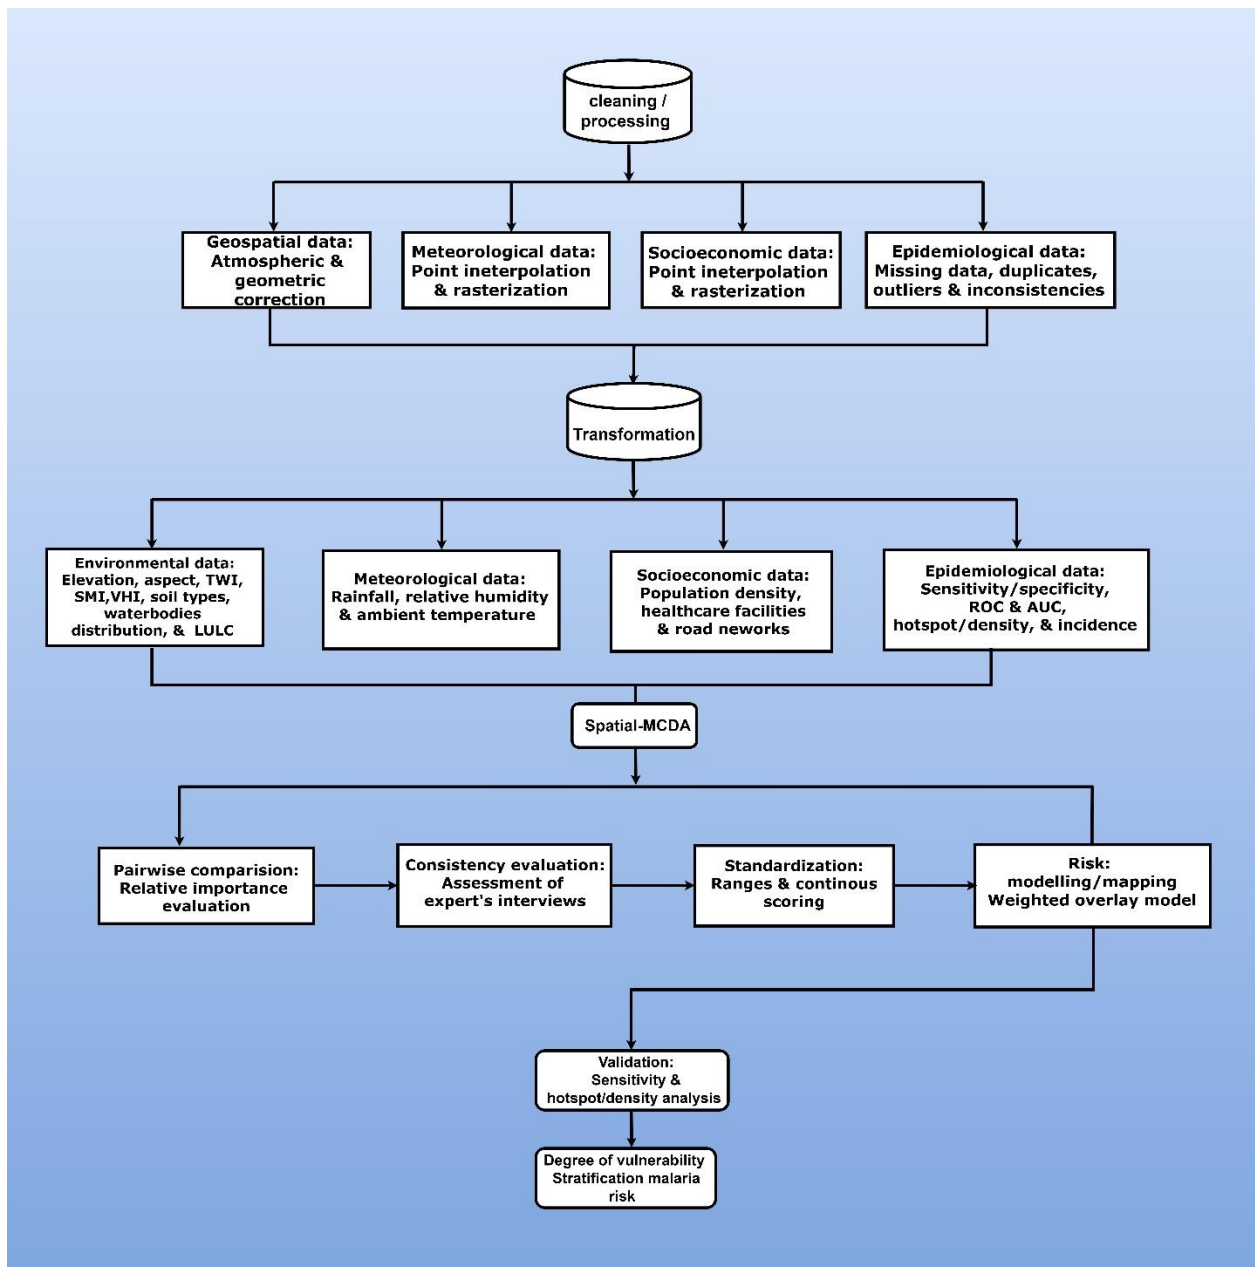 cleaning /
processing
Geospatial data:
Atmospheric &
geometric
correction
Meteorological data:
Point ineterpolation
& rasterization
Socioeconomic data:
Point ineterpolation
& rasterization
Epidemiological data:
Missing data, duplicates,
outliers & inconsistencies
Transformation
Environmental data:
Elevation, aspect, TWI,
SMI,VHI, soil types,
waterbodies
distribution, & LULC
Meteorological data:
Rainfall, relative humidity
& ambient temperature
Socioeconomic data:
Population density,
healthcare facilities
& road neworks
Epidemiological data:
Sensitivity/specificity,
ROC & AUC,
hotspot/density, & incidence
Spatial-MCDA
Pairwise comparision:
Relative importance
evaluation
Consistency evaluation:
Assessment of
expert's interviews
Standardization:
Ranges & continous
scoring
Risk:
modelling/mapping
Weighted overlay model
Validation:
Sensitivity &
hotspot/density analysis
Degree of vulnerability
Stratification malaria
risk